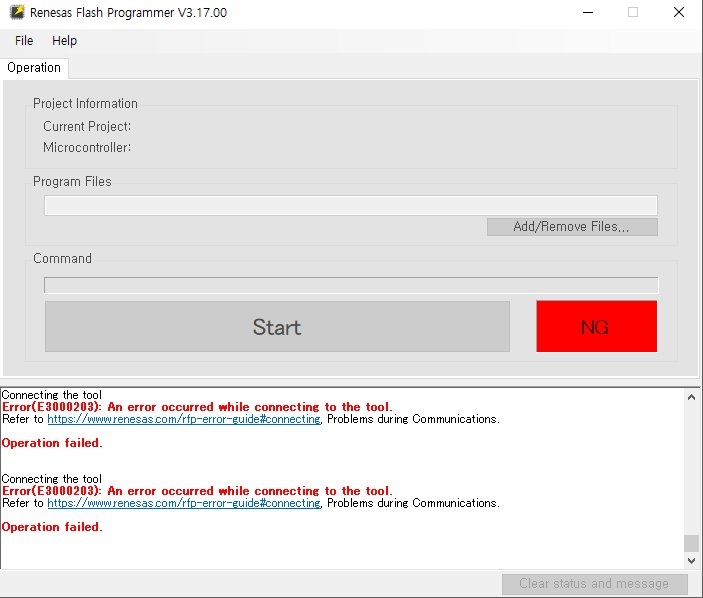 Renesas Flash Programmer V3.17.00
File Help
Operation
Project Information
Current Project:
Microcontroller:
Program Files
Add/Remove Files...
Command
Start
NG
Connecting the tool
Error(E3000203): An error occurred while connecting to the tool.
Refer to https://www.renesas.com/rfp-error-guide#connecting, Problems during Communications.
Operation failed.
Connecting the tool
Error(E3000203): An error occurred while connecting to the tool.
Refer to https://www.renesas.com/rfp-error-guide#connecting, Problems during Communications.
Operation failed.
Clear status and message